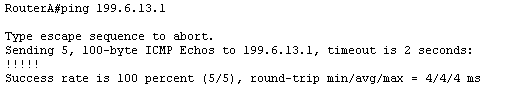 RouterA#ping 199.6.13.1
Type escape sequence to abort.
Sending 5, 100-byte ICMP Echos to 199.6.13.1, timeout is 2 seconds:
!!!!!
Success rate is 100 percent (5/5), round-trip min/avg/max = 4/4/4 ms